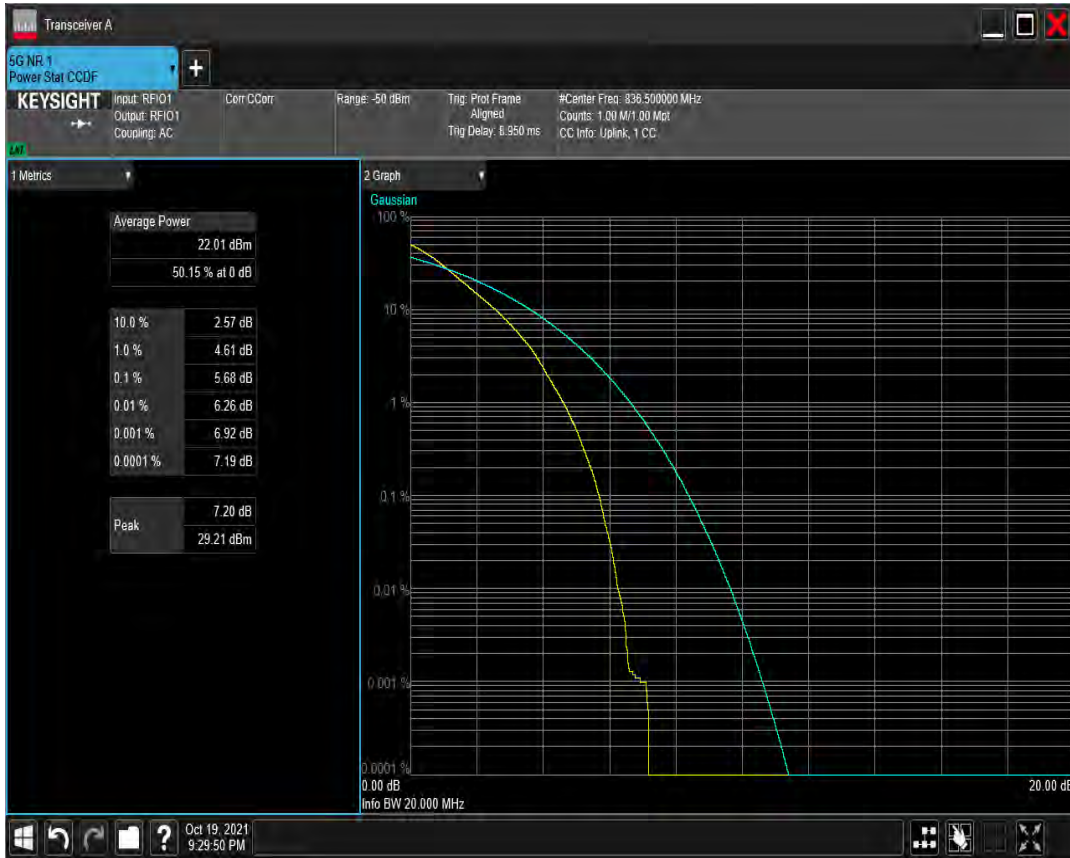 Transceiver A
5G NR 1
Power Stat CCDF
KEYSIGHT
Input: RFIO1
Output: RFIO1
Coupling: AC
Corr CCorr
Range: -50 dBm
Trig: Prot Frame
Aligned
Trig Delay: 8.950 ms
#Center Freq: 836.500000 MHz
Counts: 1.00 M/1.00 Mpt
CC Info: Uplink, 1 CC
1 Metrics
Average Power
22.01 dBm
50.15 % at 0 dB
10.0 % 2.57 dB
1.0 % 4.61 dB
0.1 % 5.68 dB
0.01 % 6.26 dB
0.001 % 6.92 dB
0.0001 % 7.19 dB
Peak
7.20 dB
29.21 dBm
2 Graph
Gaussian
100 %
10 %
1 %
0.1 %
0.01 %
0.001 %
0.0001 %
0.00 dB
20.00 dB
Info BW 20.000 MHz
?
Oct 19, 2021
9:29:50 PM